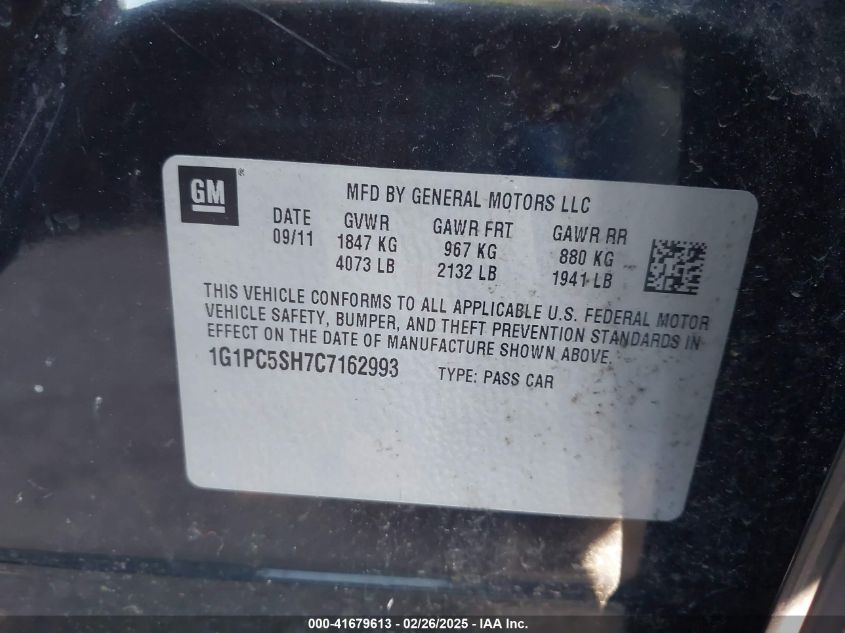 GM®
MFD BY GENERAL MOTORS LLC
DATE GVWR GAWR FRT GAWR RR
09/11 1847 KG 967 KG 880 KG
4073 LB 2132 LB 1941 LB
THIS VEHICLE CONFORMS TO ALL APPLICABLE U.S. FEDERAL MOTOR
VEHICLE SAFETY, BUMPER, AND THEFT PREVENTION STANDARDS IN
EFFECT ON THE DATE OF MANUFACTURE SHOWN ABOVE.
1G1PC5SH7C7162993 TYPE: PASS CAR
000-41679613 - 02/26/2025 - IAAI, Inc.